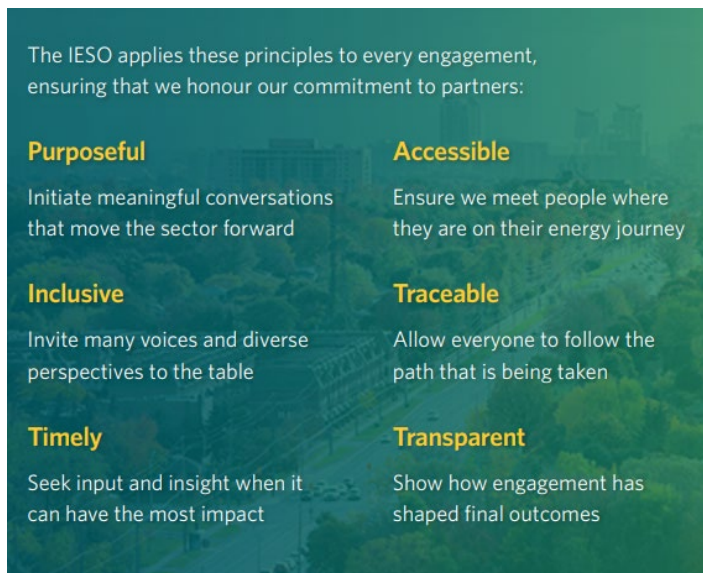 The IESO applies these principles to every engagement,
ensuring that we honour our commitment to partners:
Purposeful
Initiate meaningful conversations
that move the sector forward
Accessible
Ensure we meet people where
they are on their energy journey
Inclusive
Invite many voices and diverse
perspectives to the table
Traceable
Allow everyone to follow the
path that is being taken
Timely
Seek input and insight when it
can have the most impact
Transparent
Show how engagement has
shaped final outcomes